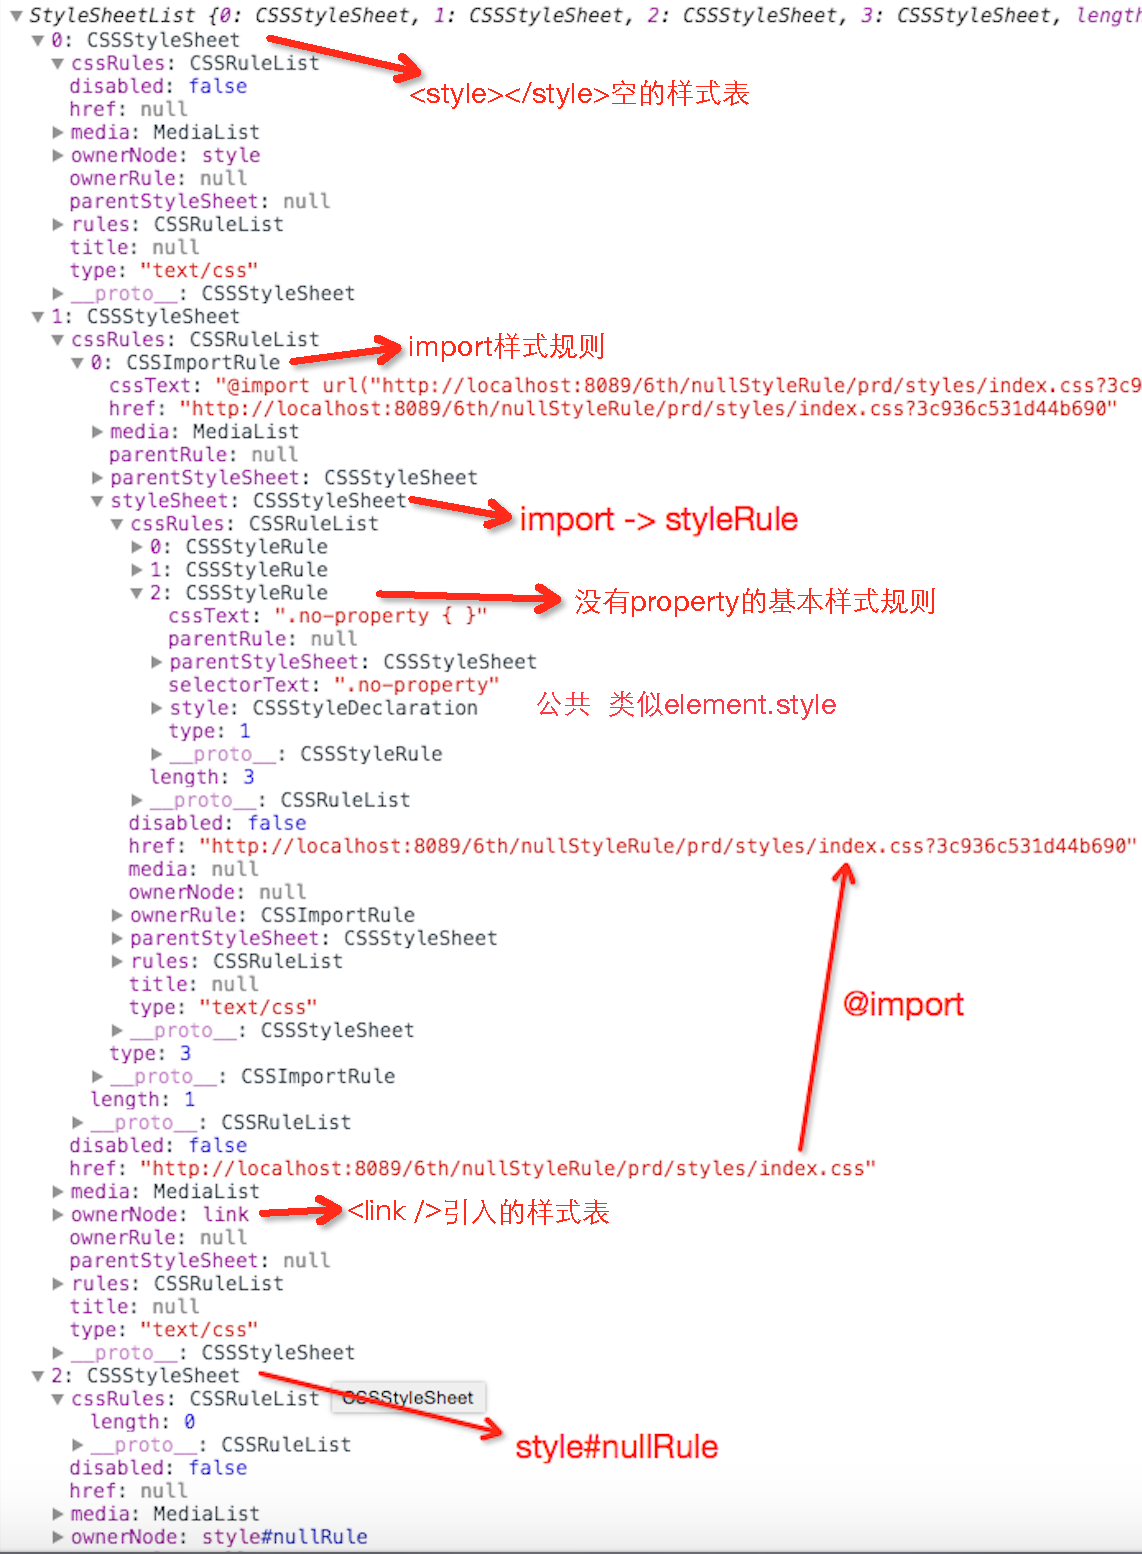 StyleSheetList {0: CSSStyleSheet, 1: CSSStyleSheet, 2: CSSStyleSheet, 3: CSSStyleSheet, length
0: CSSStyleSheet
cssRules: CSSRuleList
disabled: false
<style></style>空的样式表
href: null
media: MediaList
ownerNode: style
ownerRule: null
parentStyleSheet: null
rules: CSSRuleList
title: null
type: "text/css"
__proto__: CSSStyleSheet
1: CSSStyleSheet
cssRules: CSSRuleList
import样式规则
0: CSSImportRule
cssText: "@import url("http://localhost:8089/6th/nullStyleRule/prd/styles/index.css?3c9
href: "http://localhost:8089/6th/nullStyleRule/prd/styles/index.css?3c936c531d44b690"
media: MediaList
parentRule: null
parentStyleSheet: CSSStyleSheet
styleSheet: CSSStyleSheet
import -> styleRule
cssRules: CSSRuleList
0: CSSStyleRule
1: CSSStyleRule
2: CSSStyleRule
没有property的基本样式规则
cssText: ".no-property { }"
parentRule: null
parentStyleSheet: CSSStyleSheet
selectorText: ".no-property"
style: CSSStyleDeclaration
公共 类似element.style
type: 1
__proto__: CSSStyleRule
length: 3
__proto__: CSSRuleList
disabled: false
href: "http://localhost:8089/6th/nullStyleRule/prd/styles/index.css?3c936c531d44b690"
media: null
ownerNode: null
ownerRule: CSSImportRule
parentStyleSheet: CSSStyleSheet
rules: CSSRuleList
title: null
type: "text/css"
@import
__proto__: CSSStyleSheet
type: 3
__proto__: CSSImportRule
length: 1
__proto__: CSSRuleList
disabled: false
href: "http://localhost:8089/6th/nullStyleRule/prd/styles/index.css"
media: MediaList
ownerNode: link
<link />引入的样式表
ownerRule: null
parentStyleSheet: null
rules: CSSRuleList
title: null
type: "text/css"
__proto__: CSSStyleSheet
2: CSSStyleSheet
cssRules: CSSRuleList
CSSStyleSheet
length: 0
__proto__: CSSRuleList
style#nullRule
disabled: false
href: null
media: MediaList
ownerNode: style#nullRule